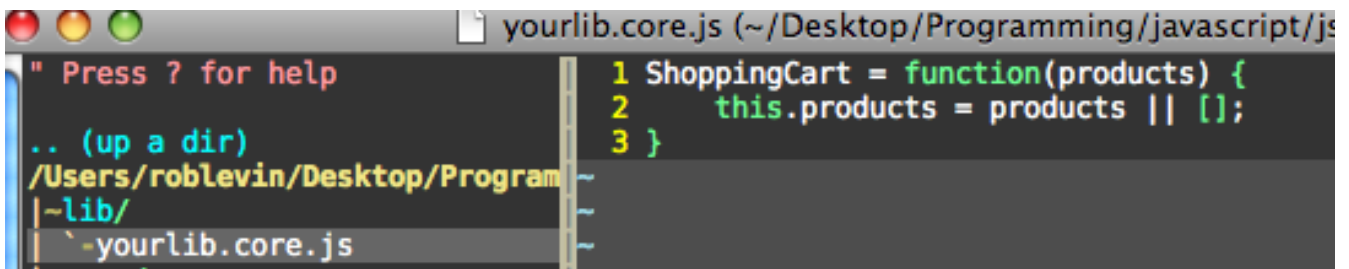 yourlib.core.js (~/Desktop/Programming/javascript/js
" Press ? for help
.. (up a dir)
/Users/roblevin/Desktop/Program
|~lib/
| `-yourlib.core.js
1 ShoppingCart = function(products) {
2     this.products = products || [];
3 }
~
~
~